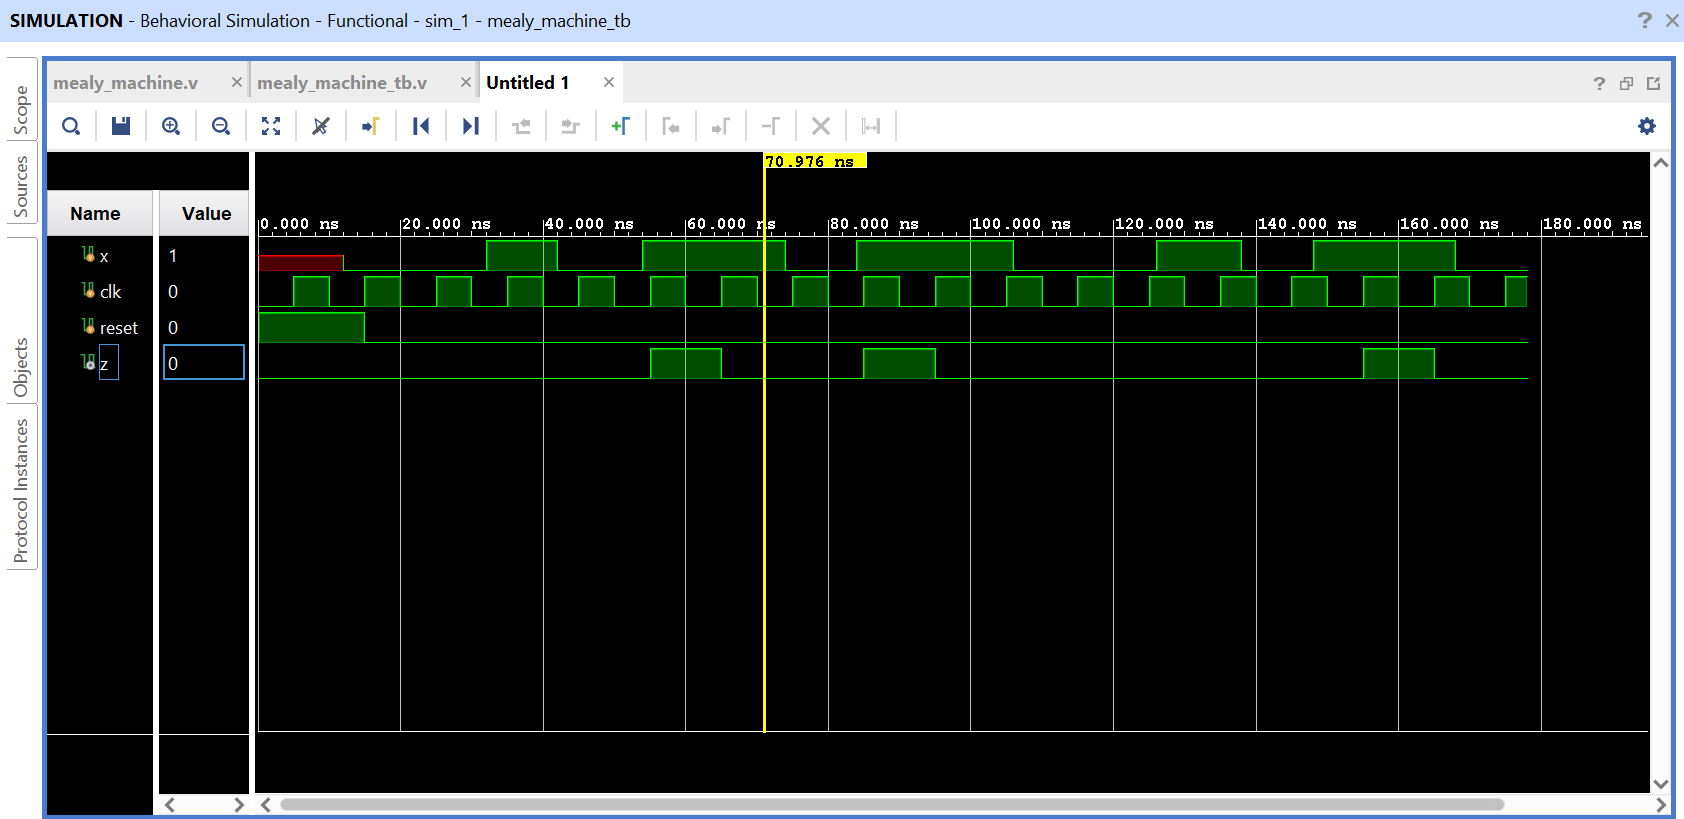 SIMULATION - Behavioral Simulation - Functional - sim_1 - mealy_machine_tb
Scope
Sources
Objects
Protocol Instances
mealy_machine.v
mealy_machine_tb.v
Untitled 1
70.976 ns
Name
Value
0.000 ns
20.000 ns
40.000 ns
60.000 ns
80.000 ns
100.000 ns
120.000 ns
140.000 ns
160.000 ns
180.000 ns
x 1
clk 0
reset 0
z 0